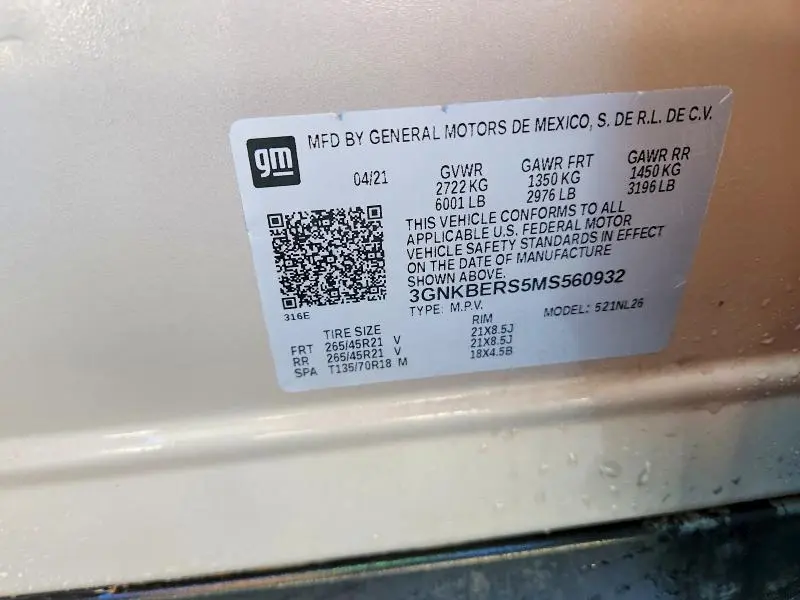 gm
MFD BY GENERAL MOTORS DE MEXICO, S. DE R.L. DE C.V.
04/21
GVWR
2722 KG
6001 LB
GAWR FRT
1350 KG
2976 LB
GAWR RR
1450 KG
3196 LB
THIS VEHICLE CONFORMS TO ALL
APPLICABLE U.S. FEDERAL MOTOR
VEHICLE SAFETY STANDARDS IN EFFECT
ON THE DATE OF MANUFACTURE
SHOWN ABOVE.
3GNKBERS5MS560932
TYPE: M.P.V. MODEL: 521NL26
316E
TIRE SIZE RIM
FRT 265/45R21 V 21X8.5J
RR 265/45R21 V 21X8.5J
SPA T135/70R18 M 18X4.5B